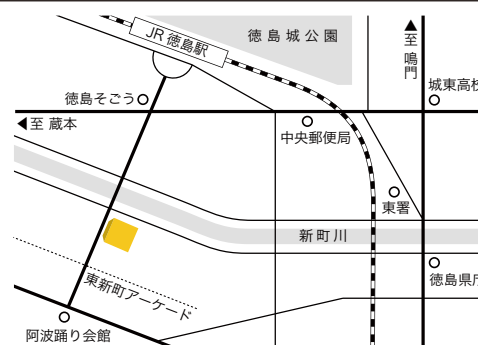 JR 徳島駅
徳島城公園
▲至 鳴門
徳島そごう
城東高校
◀至 蔵本
中央郵便局
東署
新町川
徳島県庁
東新町アーケード
阿波踊り会館